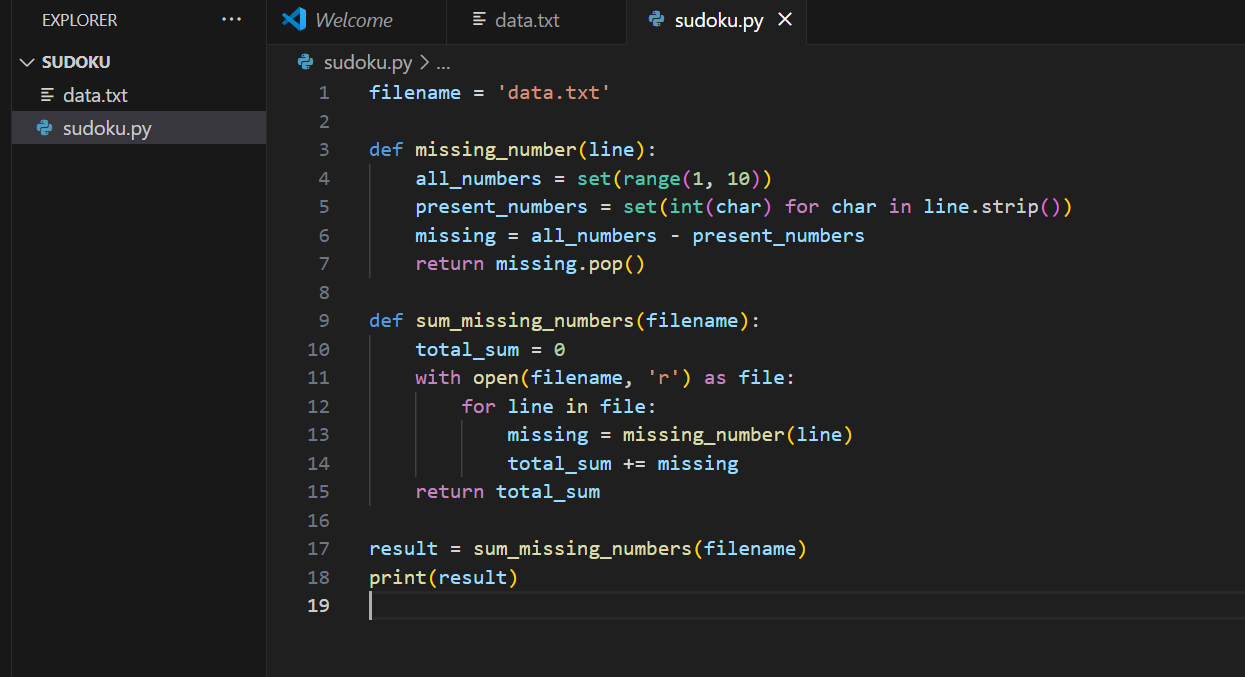 EXPLORER ...
SUDOKU
data.txt
sudoku.py
Welcome
data.txt
sudoku.py
sudoku.py > ...
1 filename = 'data.txt'
2
3 def missing_number(line):
4     all_numbers = set(range(1, 10))
5     present_numbers = set(int(char) for char in line.strip())
6     missing = all_numbers - present_numbers
7     return missing.pop()
8
9 def sum_missing_numbers(filename):
10     total_sum = 0
11     with open(filename, 'r') as file:
12         for line in file:
13             missing = missing_number(line)
14             total_sum += missing
15     return total_sum
16
17 result = sum_missing_numbers(filename)
18 print(result)
19